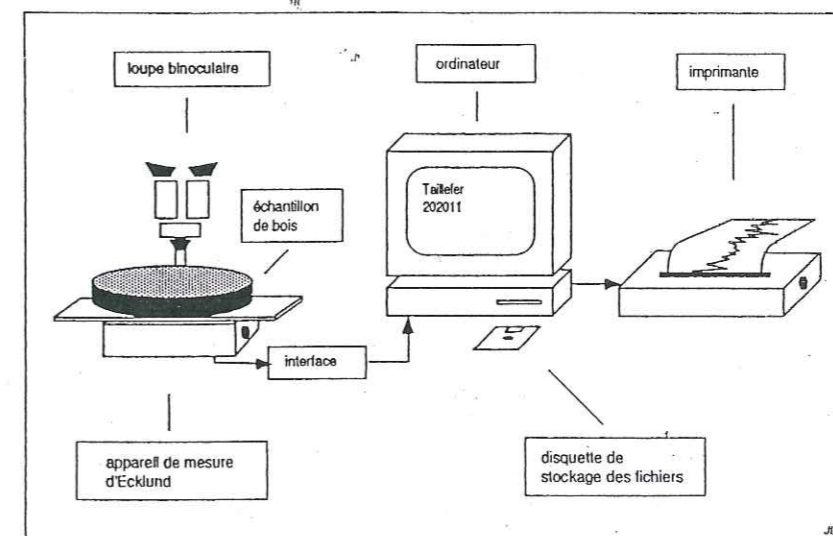 loupe binoculaire
ordinateur
imprimante
échantillon
de bois
Taillefer
202011
interface
appareil de mesure
d'Ecklund
disquette de
stockage des fichiers